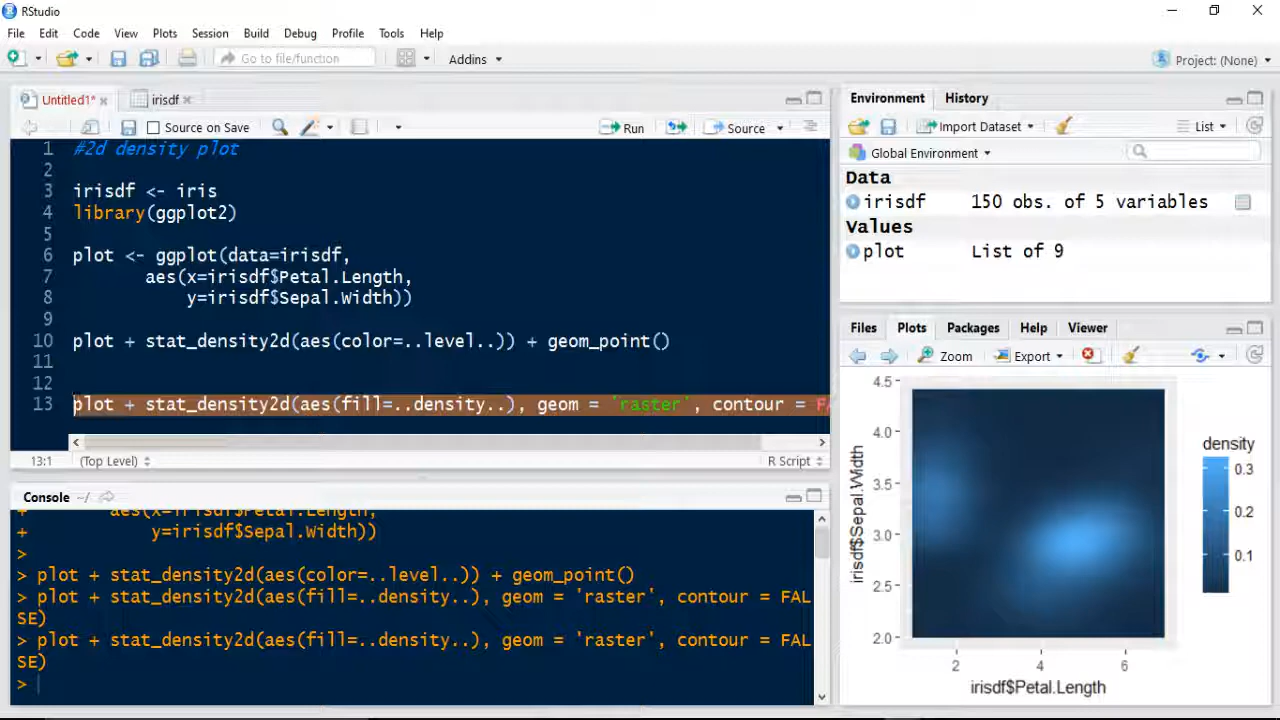 RStudio
File Edit Code View Plots Session Build Debug Profile Tools Help
Go to file/function Addins Project: (None)
Untitled1* irisdf
Source on Save Run Source
1 #2d density plot
2
3 irisdf <- iris
4 library(ggplot2)
5
6 plot <- ggplot(data=irisdf,
7 aes(x=irisdf$Petal.Length,
8 y=irisdf$Sepal.Width))
9
10 plot + stat_density2d(aes(color=..level..)) + geom_point()
11
12
13 plot + stat_density2d(aes(fill=..density..), geom = 'raster', contour = F
13:1 (Top Level) R Script
Console ~/
+ aes(x=irisdf$Petal.Length,
+ y=irisdf$Sepal.Width))
>
> plot + stat_density2d(aes(color=..level..)) + geom_point()
> plot + stat_density2d(aes(fill=..density..), geom = 'raster', contour = FAL
SE)
> plot + stat_density2d(aes(fill=..density..), geom = 'raster', contour = FAL
SE)
>
Environment History
Import Dataset List
Global Environment
Data
irisdf 150 obs. of 5 variables
Values
plot List of 9
Files Plots Packages Help Viewer
Zoom Export
4.5
4.0
3.5
3.0
2.5
2.0
irisdf$Sepal.Width
2 4 6
irisdf$Petal.Length
density
0.3
0.2
0.1